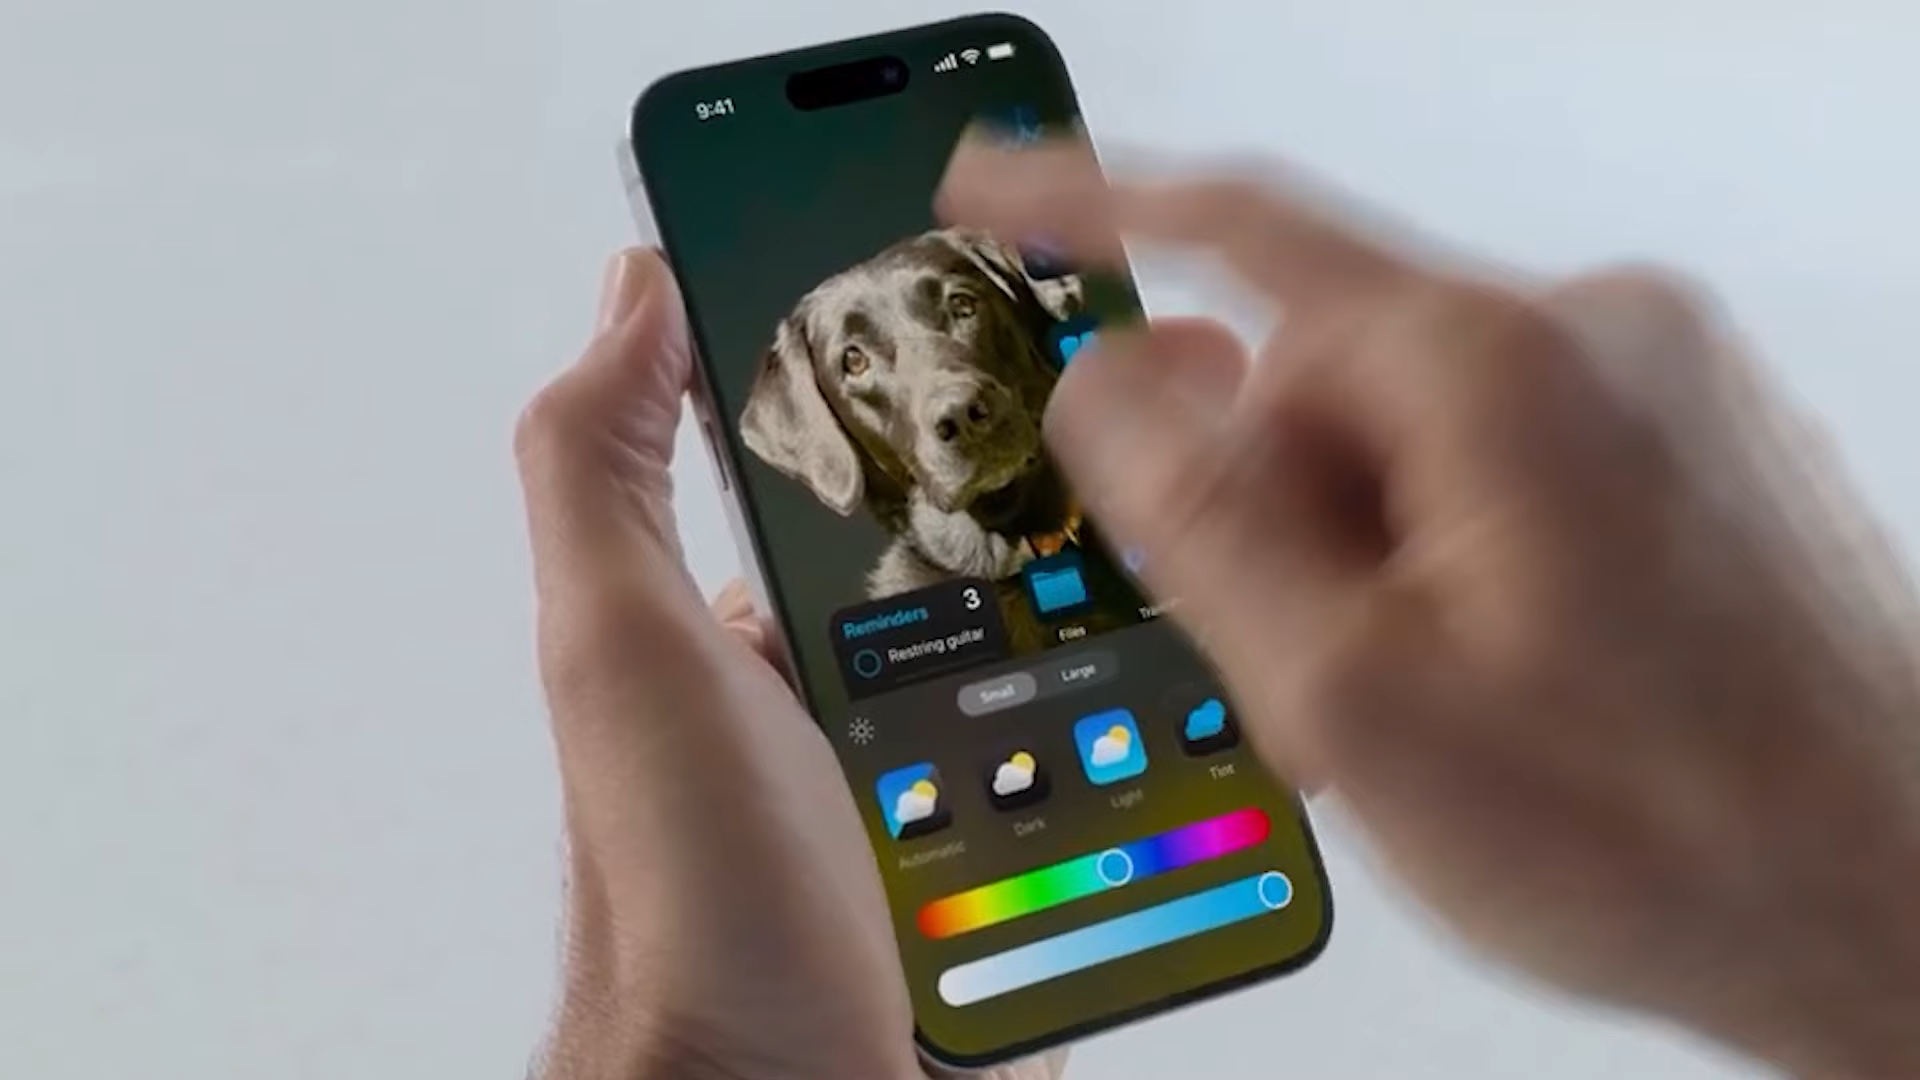 9:41
Reminders 3
Restring guitar
Files
Small Large
Automatic Dark Light Tint